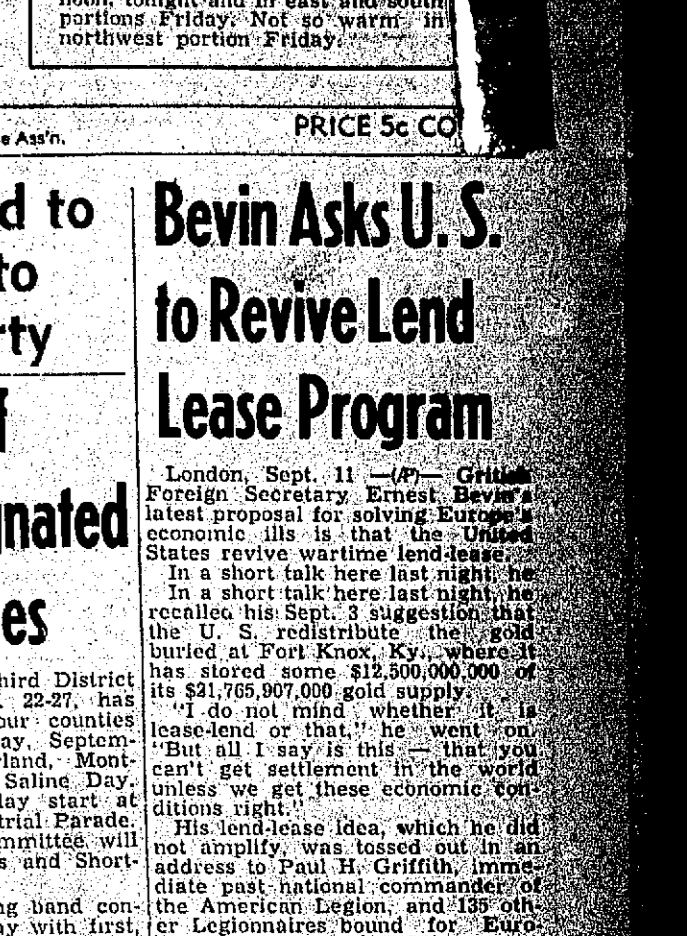 noon, tonight and in east and south
portions Friday. Not so warm in
northwest portion Friday.
e Ass'n.
PRICE 5c CO
d to
to
rty
f
gnated
es
hird District
. 22-27, has
our counties
ay, Septem-
rland, Mont-
Saline Day.
lay start at
trial Parade.
mmittee, will
s and Short-
ng band con-
ay with first,
Bevin Asks U. S.
to Revive Lend
Lease Program
London, Sept. 11 —(AP)— Gritish
Foreign Secretary Ernest Bevin's
latest proposal for solving Europe's
economic ills is that the United
States revive wartime lend-lease.
In a short talk here last night, he
In a short talk here last night, he
recalled his Sept. 3 suggestion that
the U. S. redistribute the gold
buried at Fort Knox, Ky., where it
has stored some $12,500,000,000 of
its $21,765,907,000 gold supply.
"I do not mind whether it is
lease-lend or that," he went on.
"But all I say is this — that you
can't get settlement in the world
unless we get these economic con-
ditions right."
His lend-lease idea, which he did
not amplify, was tossed out in an
address to Paul H. Griffith, imme-
diate past national commander of
the American Legion, and 135 oth-
er Legionnaires bound for Euro-